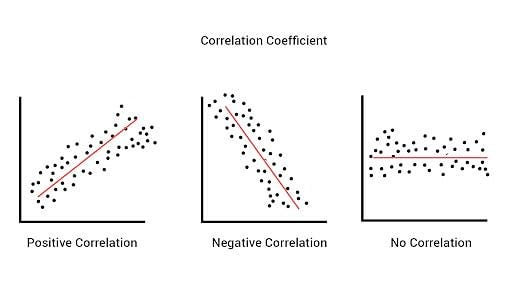 Correlation Coefficient
Positive Correlation
Negative Correlation
No Correlation